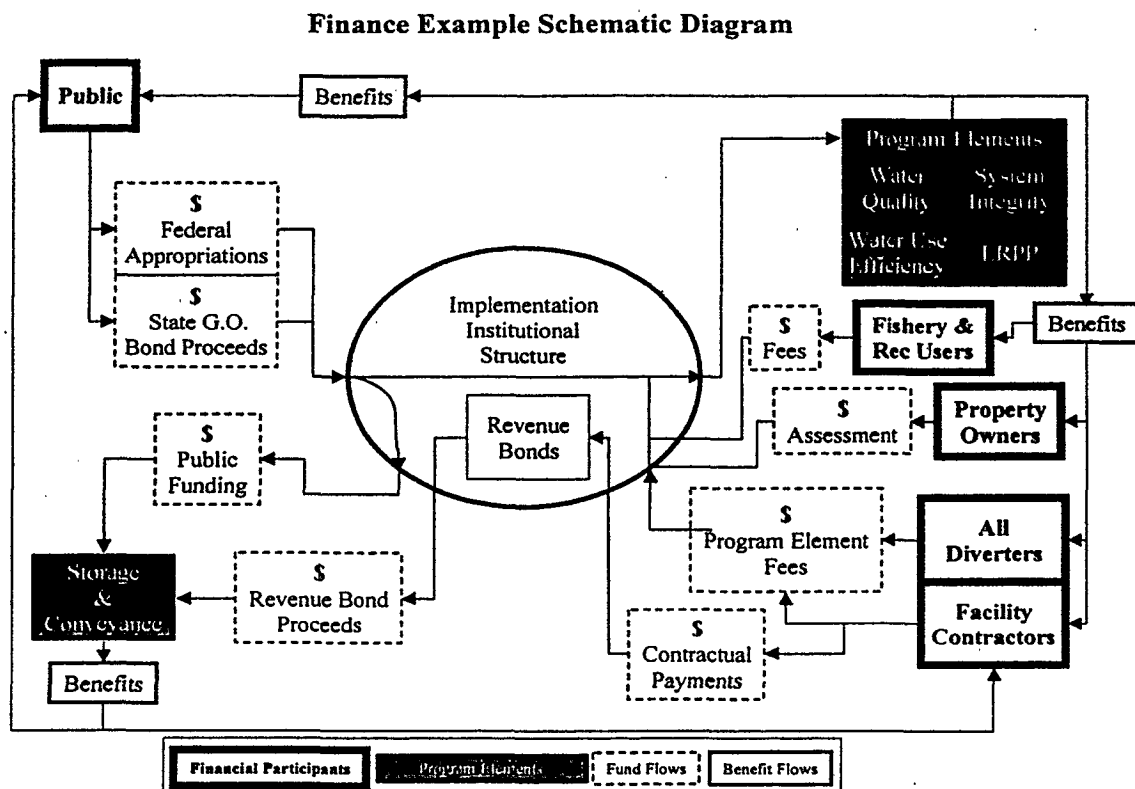 Finance Example Schematic Diagram
Public
Benefits
Program Elements
Water
Quality
System
Integrity
Water Use
Efficiency
ERPP
$
Federal
Appropriations
$
State G.O.
Bond Proceeds
Implementation
Institutional
Structure
Revenue
Bonds
$
Fees
Fishery &
Rec Users
Benefits
$
Assessment
Property
Owners
$
Public
Funding
$
Program Element
Fees
All
Diverters
Facility
Contractors
Storage
&
Conveyance
$
Revenue Bond
Proceeds
$
Contractual
Payments
Benefits
Financial Participants
Program Elements
Fund Flows
Benefit Flows